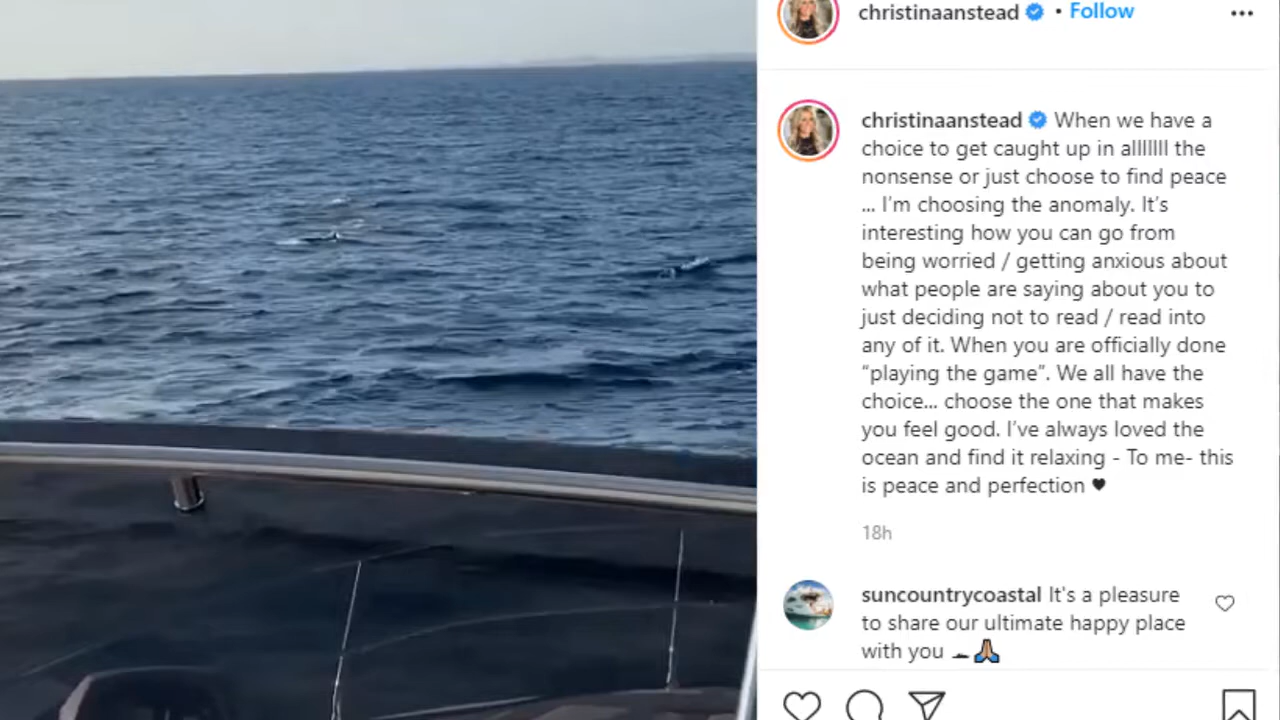 christinaanstead • Follow
christinaanstead When we have a
choice to get caught up in alllllll the
nonsense or just choose to find peace
... I'm choosing the anomaly. It's
interesting how you can go from
being worried / getting anxious about
what people are saying about you to
just deciding not to read / read into
any of it. When you are officially done
“playing the game”. We all have the
choice... choose the one that makes
you feel good. I've always loved the
ocean and find it relaxing - To me- this
is peace and perfection ♥
18h
suncountrycoastal It's a pleasure
to share our ultimate happy place
with you 🛥🙏🏽